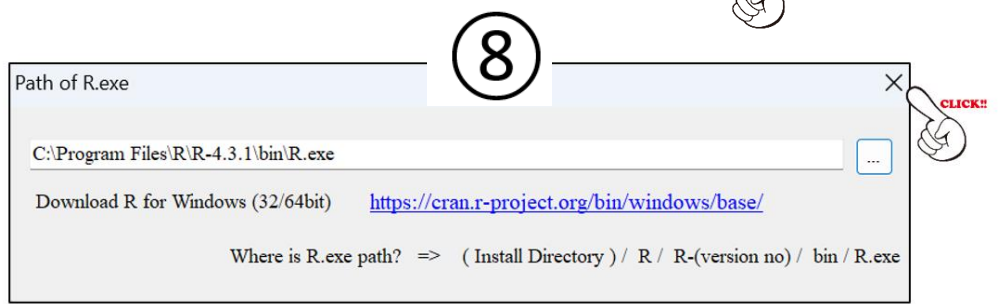 8
Path of R.exe
CLICK!!
C:\Program Files\R\R-4.3.1\bin\R.exe
...
Download R for Windows (32/64bit) https://cran.r-project.org/bin/windows/base/
Where is R.exe path? => ( Install Directory ) / R / R-(version no) / bin / R.exe